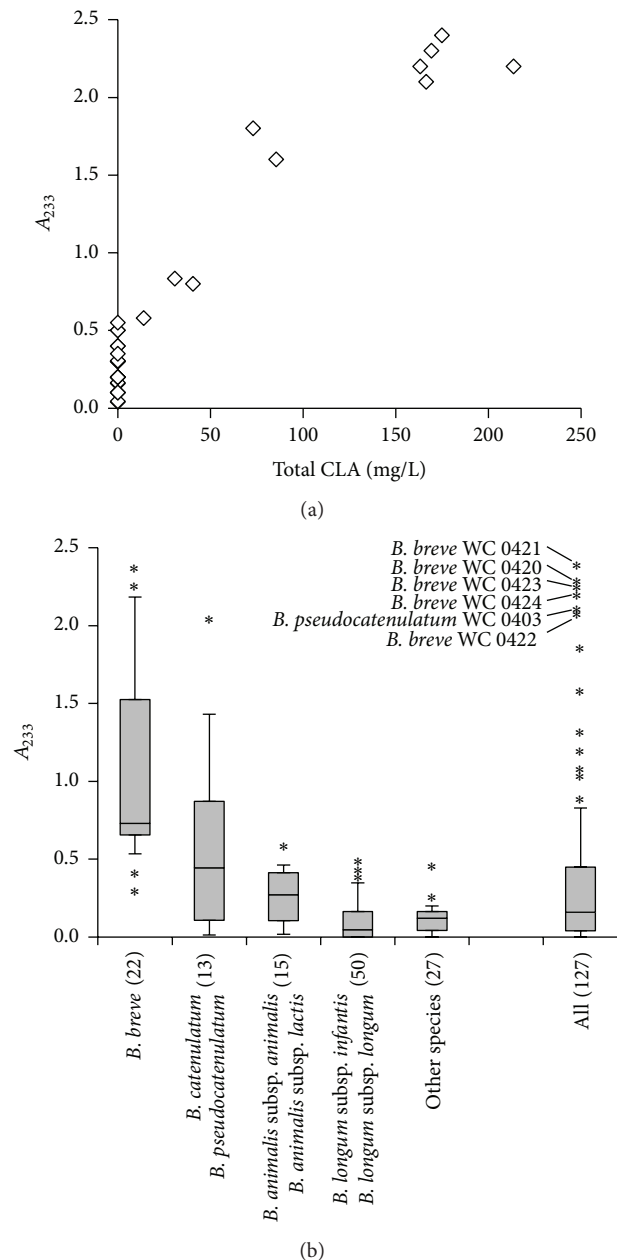 2.5
2.0
1.5
1.0
0.5
0.0
A233
0
50
100
150
200
250
Total CLA (mg/L)
(a)
2.5
2.0
1.5
1.0
0.5
0.0
A233
B. breve WC 0421
B. breve WC 0420
B. breve WC 0423
B. breve WC 0424
B. pseudocatenulatum WC 0403
B. breve WC 0422
B. breve (22)
B. catenulatum (13)
B. pseudocatenulatum
B. animalis subsp. animalis (15)
B. animalis subsp. lactis
B. longum subsp. infantis (50)
B. longum subsp. longum
Other species (27)
All (127)
(b)